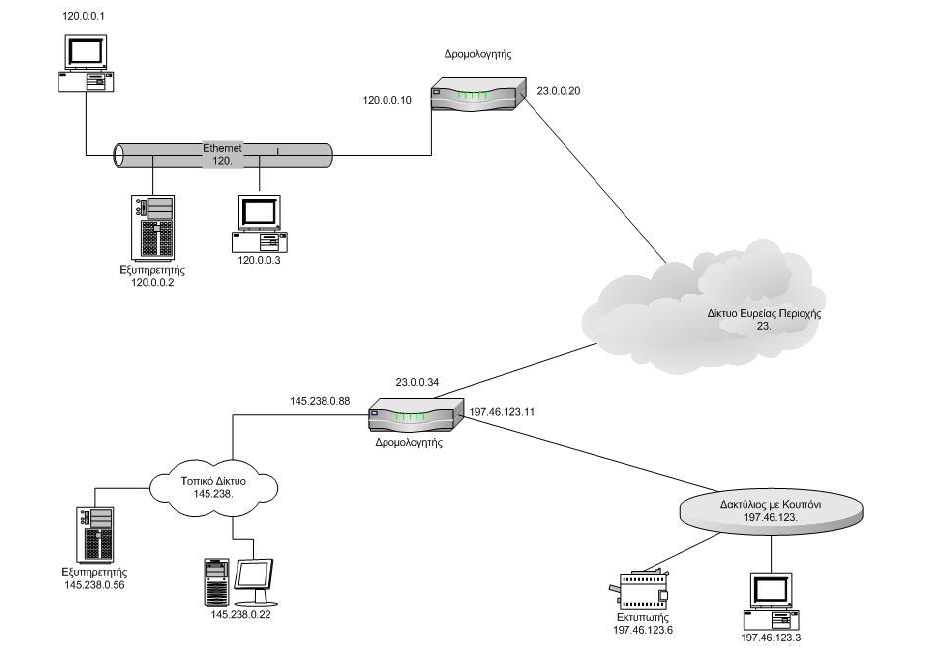 120.0.0.1
Δρομολογητής
120.0.0.10
23.0.0.20
Ethernet
120.
Εξυπηρετητής
120.0.0.2
120.0.0.3
Δίκτυο Ευρείας Περιοχής
23.
23.0.0.34
145.238.0.88
197.46.123.11
Δρομολογητής
Τοπικό Δίκτυο
145.238.
Δακτύλιος με Κουπόνι
197.46.123.
Εξυπηρετητής
145.238.0.56
145.238.0.22
Εκτυπωτής
197.46.123.6
197.46.123.3